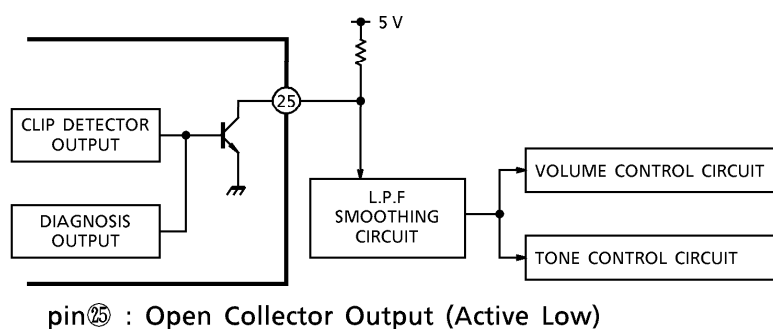 5 V
25
CLIP DETECTOR
OUTPUT
DIAGNOSIS
OUTPUT
L.P.F
SMOOTHING
CIRCUIT
VOLUME CONTROL CIRCUIT
TONE CONTROL CIRCUIT
pin㉕ : Open Collector Output (Active Low)